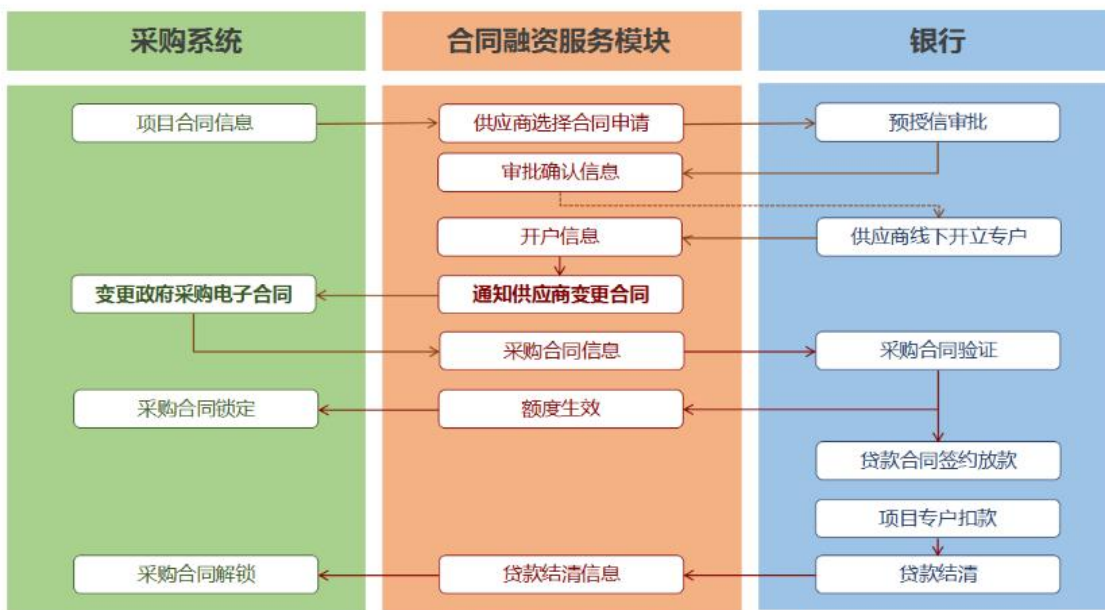 采购系统
合同融资服务模块
银行
项目合同信息
供应商选择合同申请
预授信审批
审批确认信息
开户信息
供应商线下开立专户
变更政府采购电子合同
通知供应商变更合同
采购合同信息
采购合同验证
采购合同锁定
额度生效
贷款合同签约放款
项目专户扣款
采购合同解锁
贷款结清信息
贷款结清